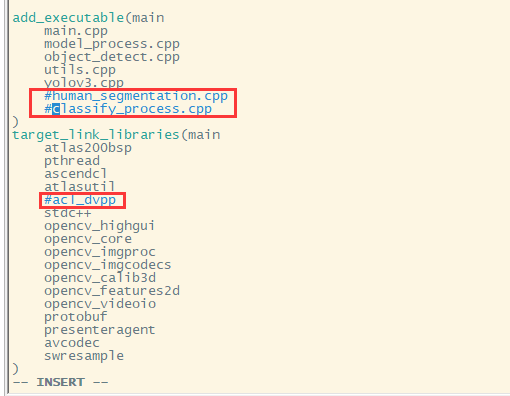 add_executable(main
main.cpp
model_process.cpp
object_detect.cpp
utils.cpp
yolov3.cpp
#human_segmentation.cpp
#classify_process.cpp
)
target_link_libraries(main
atlas200bsp
pthread
ascendcl
atlasutil
#acl_dvpp
stdc++
opencv_highgui
opencv_core
opencv_imgproc
opencv_imgcodecs
opencv_calib3d
opencv_features2d
opencv_videoio
protobuf
presenteragent
avcodec
swresample
)
-- INSERT --